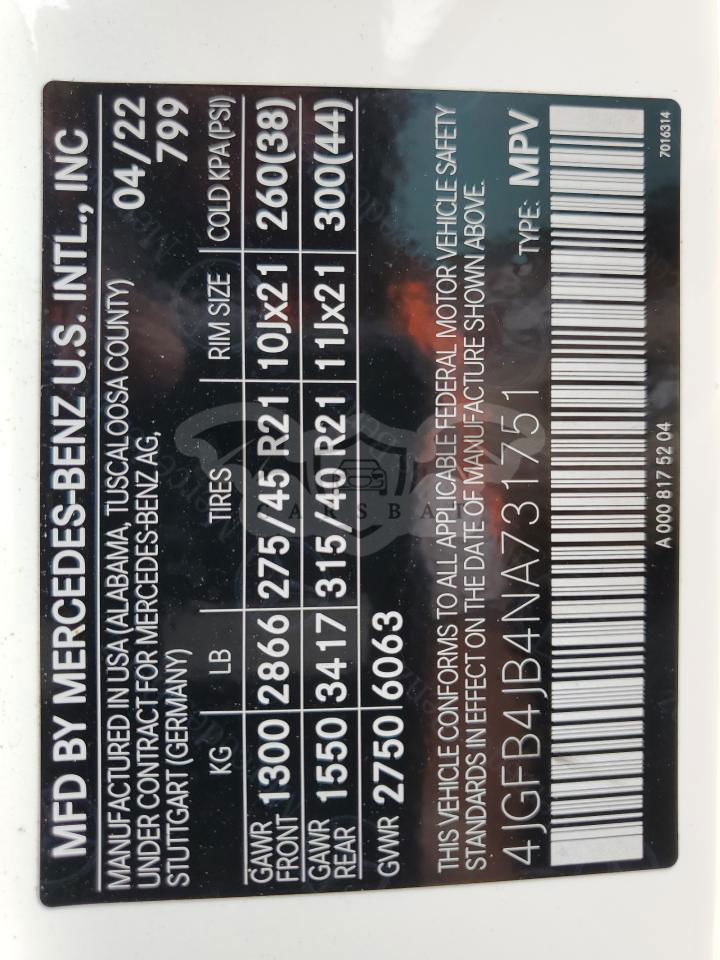 MFD BY MERCEDES-BENZ U.S. INTL., INC
MANUFACTURED IN USA (ALABAMA, TUSCALOOSA COUNTY) 04/22
UNDER CONTRACT FOR MERCEDES-BENZ AG, 799
STUTTGART (GERMANY)
KG LB TIRES RIM SIZE COLD KPA (PSI)
GAWR FRONT 1300 2866 275/45 R21 10Jx21 260(38)
GAWR REAR 1550 3417 315/40 R21 11Jx21 300(44)
GVWR 2750 6063
THIS VEHICLE CONFORMS TO ALL APPLICABLE FEDERAL MOTOR VEHICLE SAFETY
STANDARDS IN EFFECT ON THE DATE OF MANUFACTURE SHOWN ABOVE.
4JGFB4JB4NA731751 TYPE: MPV
A 000 817 52 04 7016314
CARSBAT